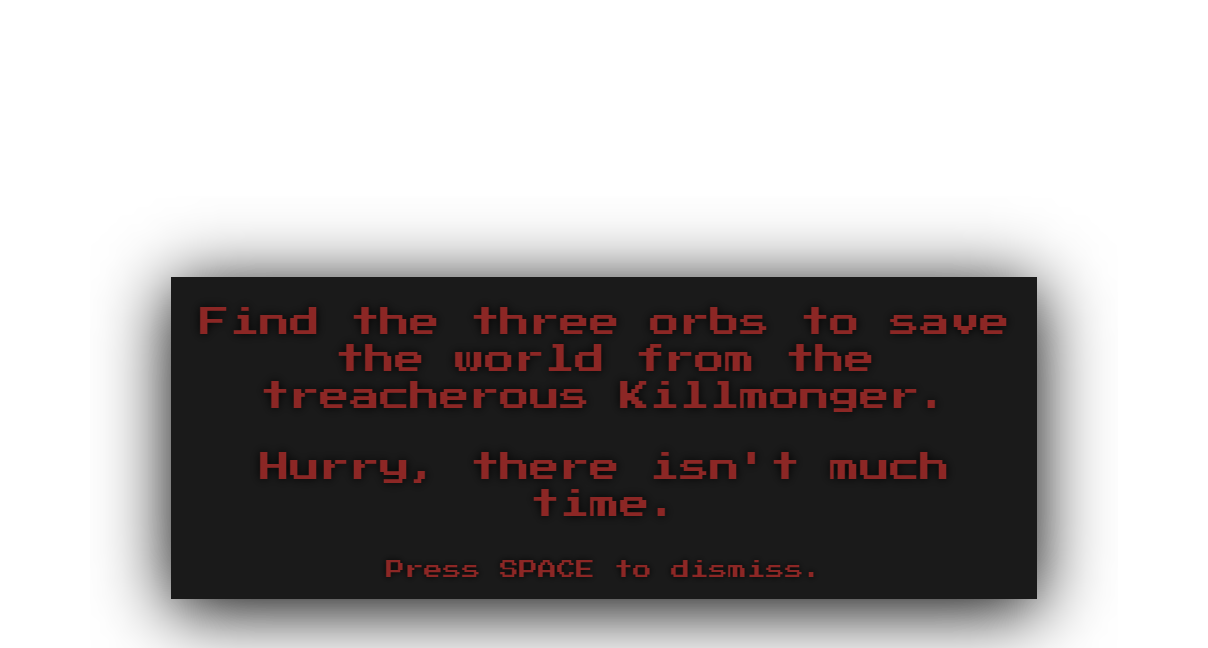 Find the three orbs to save
the world from the
treacherous Killmonger.
Hurry, there isn't much
time.
Press SPACE to dismiss.